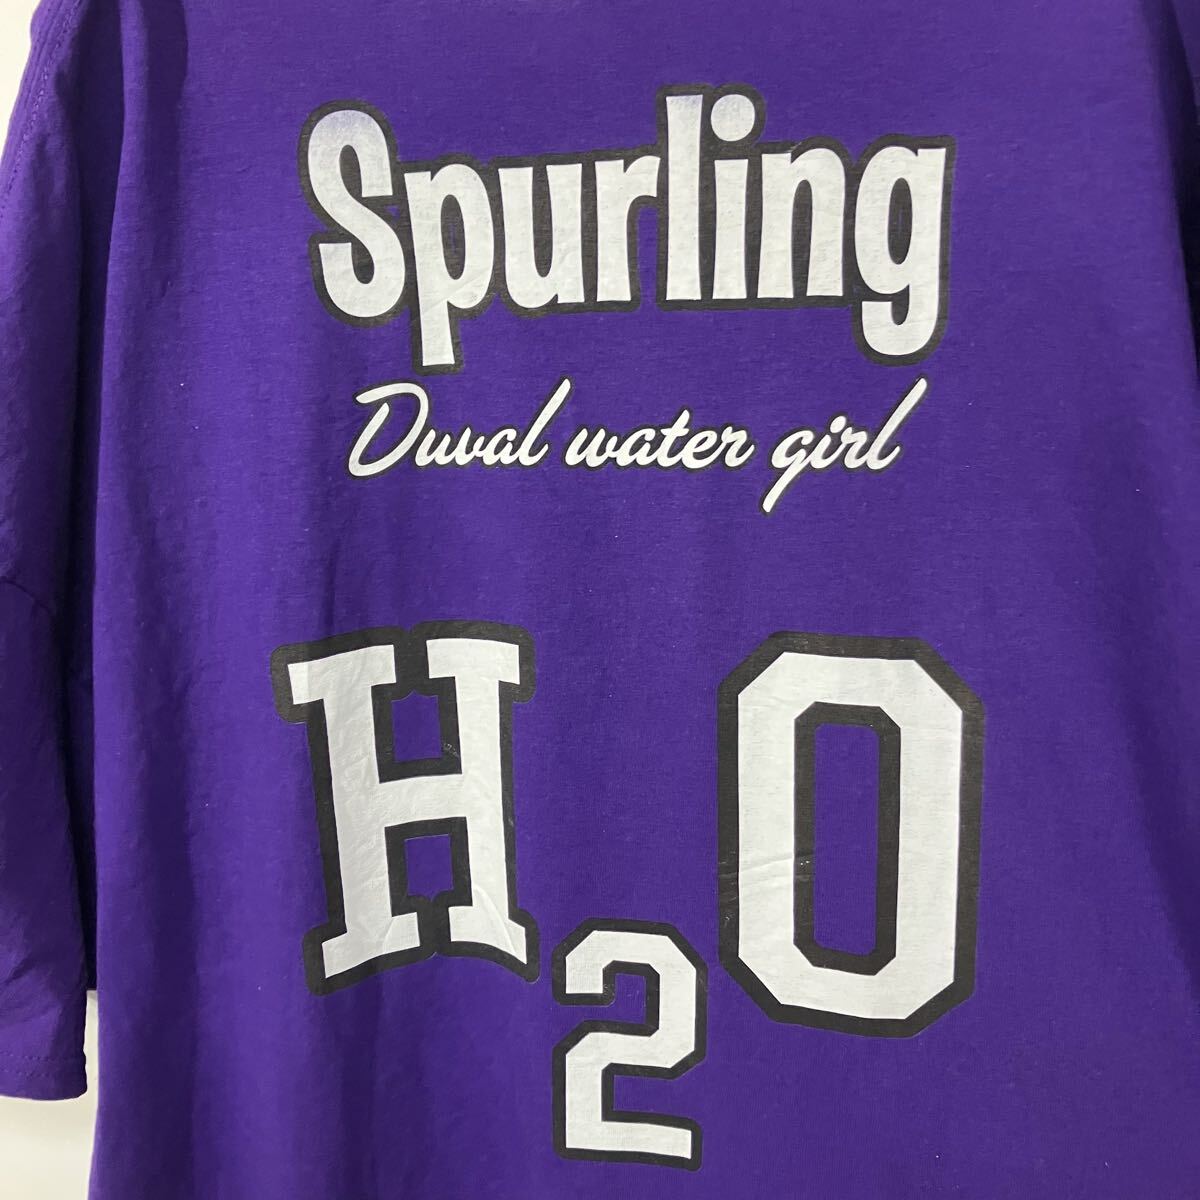 Spurling
Duval water girl
H2O